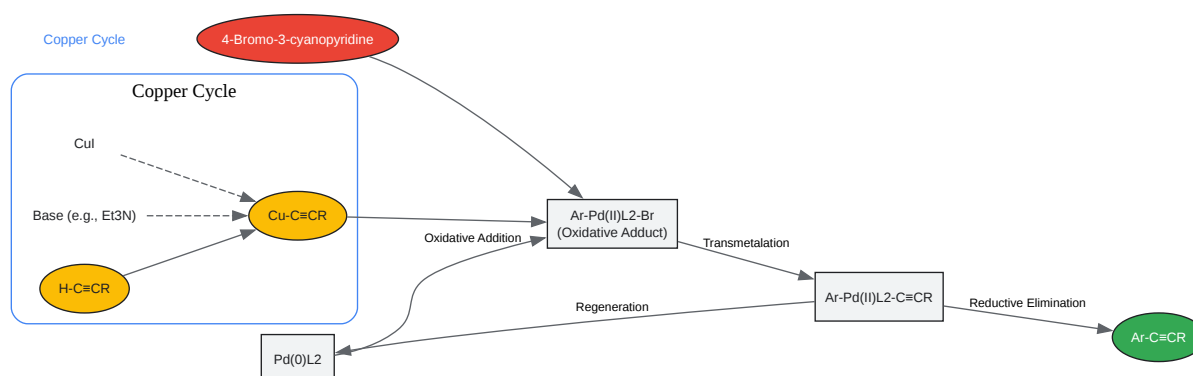 Copper Cycle
4-Bromo-3-cyanopyridine
Copper Cycle
CuI
Base (e.g., Et3N)
Cu-C≡CR
H-C≡CR
Ar-Pd(II)L2-Br
(Oxidative Adduct)
Oxidative Addition
Transmetalation
Ar-Pd(II)L2-C≡CR
Regeneration
Reductive Elimination
Pd(0)L2
Ar-C≡CR